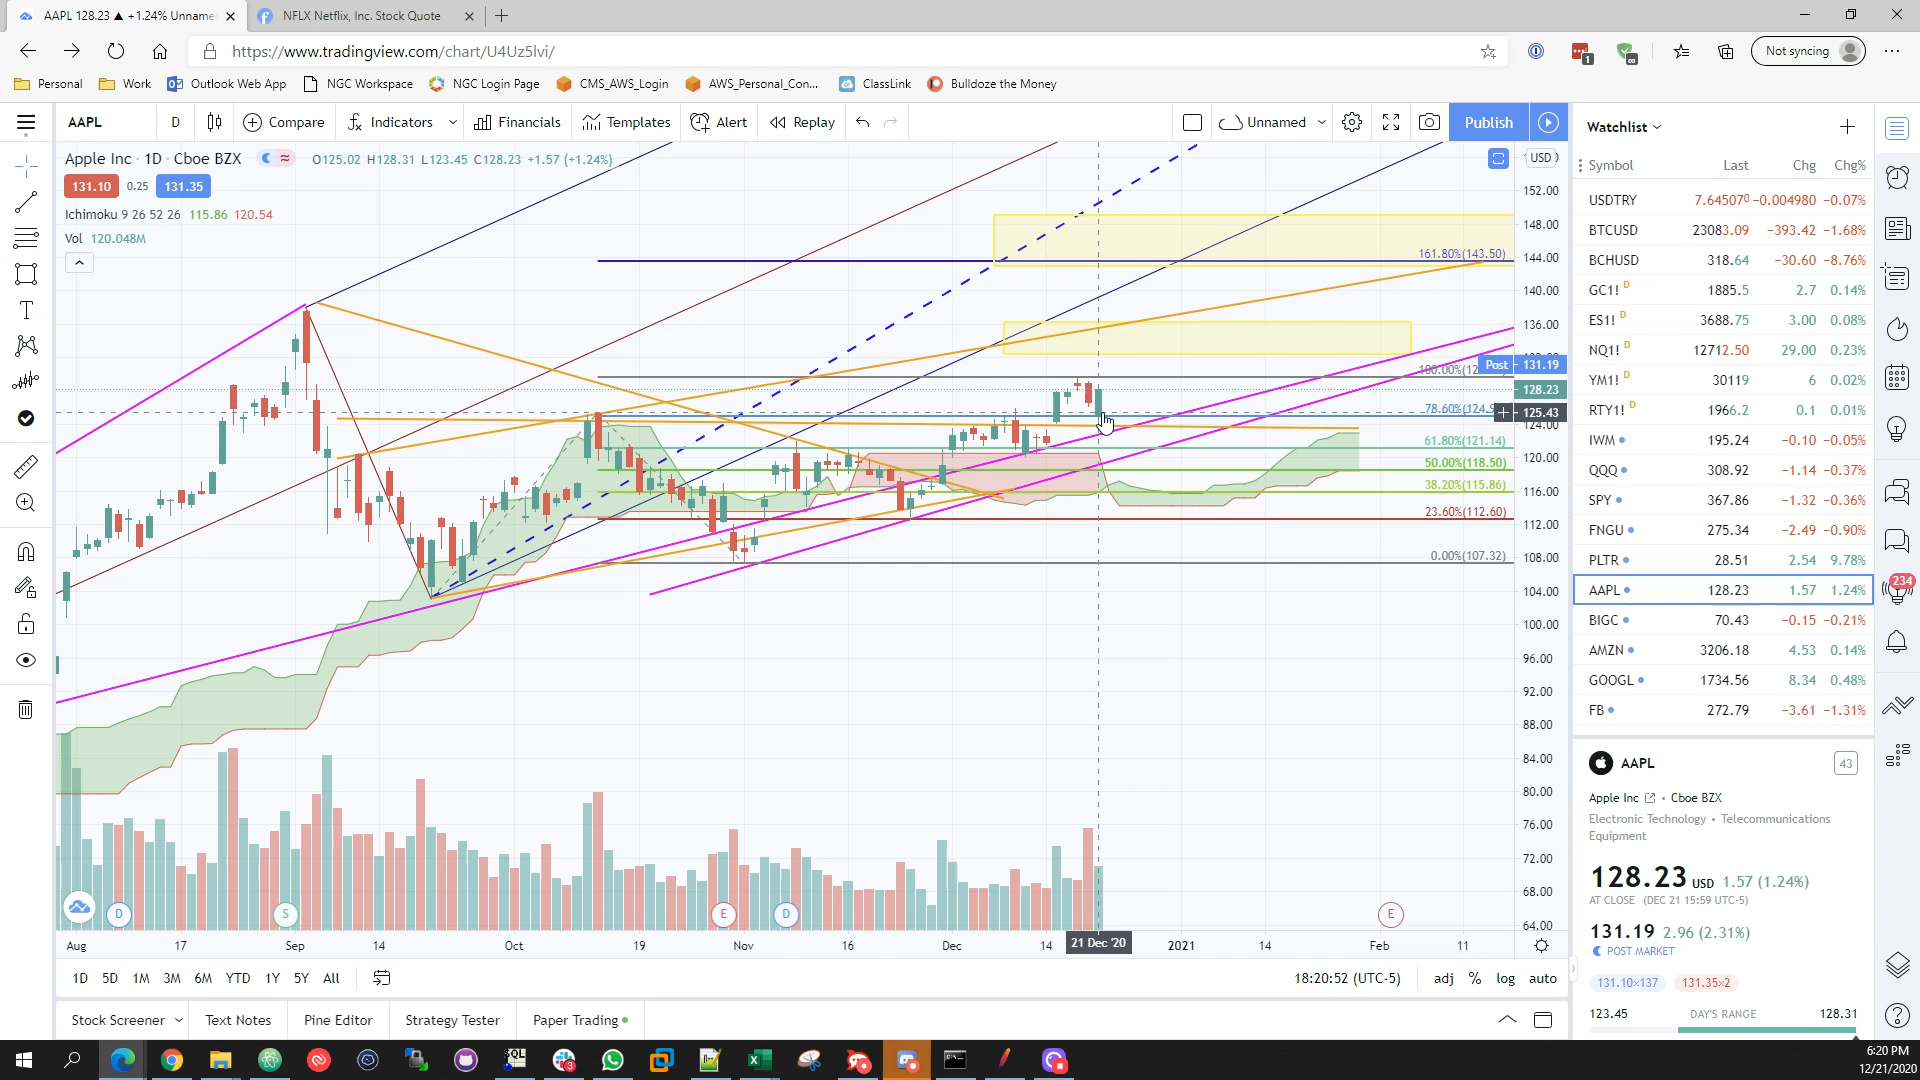 AAPL 128.23 ▲ +1.24% Unname
NFLX Netflix, Inc. Stock Quote
https://www.tradingview.com/chart/U4Uz5lvi/
Not syncing
Personal
Work
Outlook Web App
NGC Workspace
NGC Login Page
CMS_AWS_Login
AWS_Personal_Con...
ClassLink
Bulldoze the Money
AAPL
D
Compare
Indicators
Financials
Templates
Alert
Replay
Unnamed
Publish
Apple Inc · 1D · Cboe BZX
O125.02 H128.31 L123.45 C128.23 +1.57 (+1.24%)
131.10
0.25
131.35
Ichimoku 9 26 52 26 115.86 120.54
Vol 120.048M
161.80%(143.50)
78.60%(124.9
61.80%(121.14)
50.00%(118.50)
38.20%(115.86)
23.60%(112.60)
0.00%(107.32)
USD
152.00
148.00
144.00
140.00
136.00
Post 131.19
128.23
125.43
124.00
120.00
116.00
112.00
108.00
104.00
100.00
96.00
92.00
88.00
84.00
80.00
76.00
72.00
68.00
64.00
D
S
E
D
E
Aug
17
Sep
14
Oct
19
Nov
16
Dec
14
21 Dec '20
2021
14
Feb
11
1D
5D
1M
3M
6M
YTD
1Y
5Y
All
18:20:52 (UTC-5)
adj
%
log
auto
Stock Screener
Text Notes
Pine Editor
Strategy Tester
Paper Trading
Watchlist
Symbol Last Chg Chg%
USDTRY 7.645070 -0.004980 -0.07%
BTCUSD 23083.09 -393.42 -1.68%
BCHUSD 318.64 -30.60 -8.76%
GC1! D 1885.5 2.7 0.14%
ES1! D 3688.75 3.00 0.08%
NQ1! D 12712.50 29.00 0.23%
YM1! D 30119 6 0.02%
RTY1! D 1966.2 0.1 0.01%
IWM 195.24 -0.10 -0.05%
QQQ 308.92 -1.14 -0.37%
SPY 367.86 -1.32 -0.36%
FNGU 275.34 -2.49 -0.90%
PLTR 28.51 2.54 9.78%
AAPL 128.23 1.57 1.24%
BIGC 70.43 -0.15 -0.21%
AMZN 3206.18 4.53 0.14%
GOOGL 1734.56 8.34 0.48%
FB 272.79 -3.61 -1.31%
AAPL
43
Apple Inc • Cboe BZX
Electronic Technology • Telecommunications
Equipment
128.23 USD 1.57 (1.24%)
AT CLOSE (DEC 21 15:59 UTC-5)
131.19 2.96 (2.31%)
POST MARKET
131.10×137
131.35×2
123.45 DAY'S RANGE 128.31
234
6:20 PM
12/21/2020